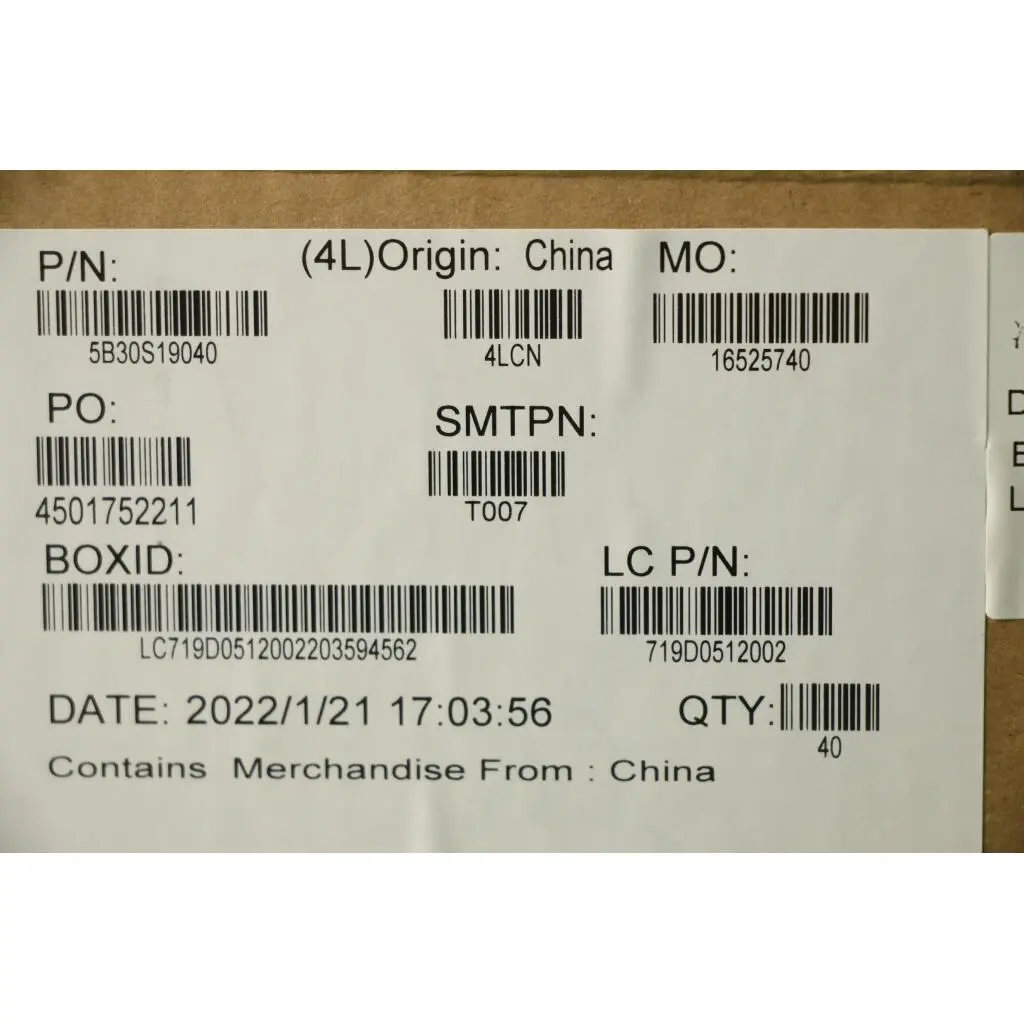 P/N: (4L)Origin: China MO:
5B30S19040 4LCN 16525740
PO: SMTPN:
4501752211 T007
BOXID: LC P/N:
LC719D0512002203594562 719D0512002
DATE: 2022/1/21 17:03:56 QTY:
40
Contains Merchandise From : China